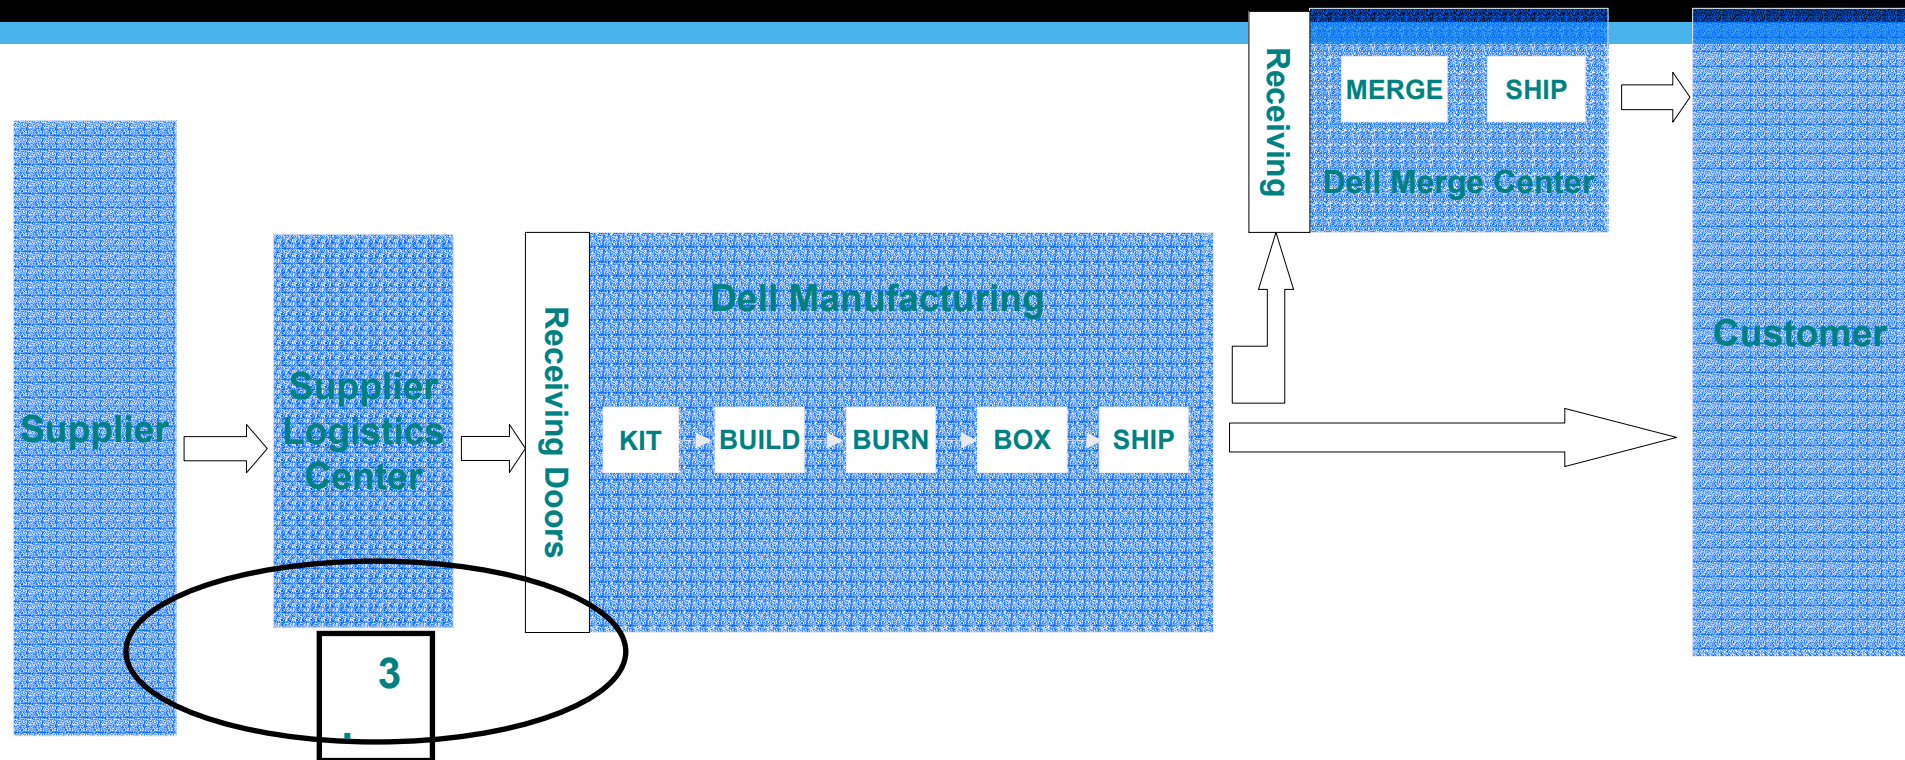 Supplier
Supplier
Logistics
Center
Receiving Doors
Dell Manufacturing
KIT
BUILD
BURN
BOX
SHIP
Receiving
MERGE
SHIP
Dell Merge Center
Customer
3